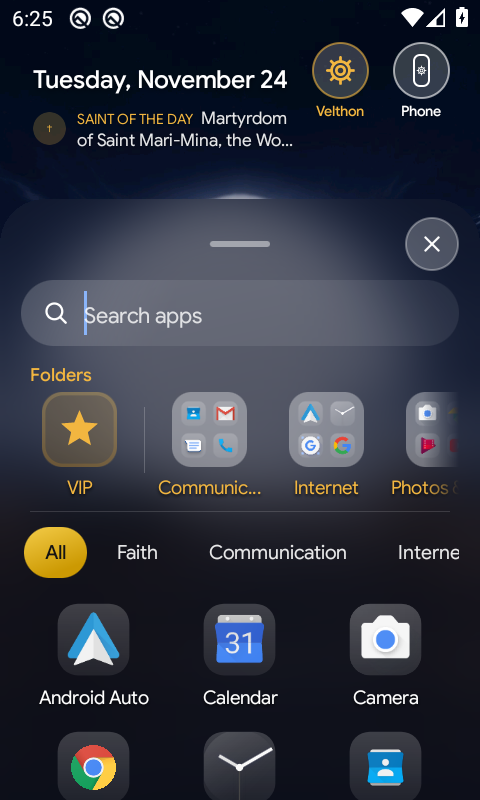 6:25
Tuesday, November 24
Velthon
Phone
SAINT OF THE DAY Martyrdom
of Saint Mari-Mina, the Wo...
Search apps
Folders
VIP
Communic...
Internet
Photos &
All
Faith
Communication
Interne
31
Android Auto
Calendar
Camera